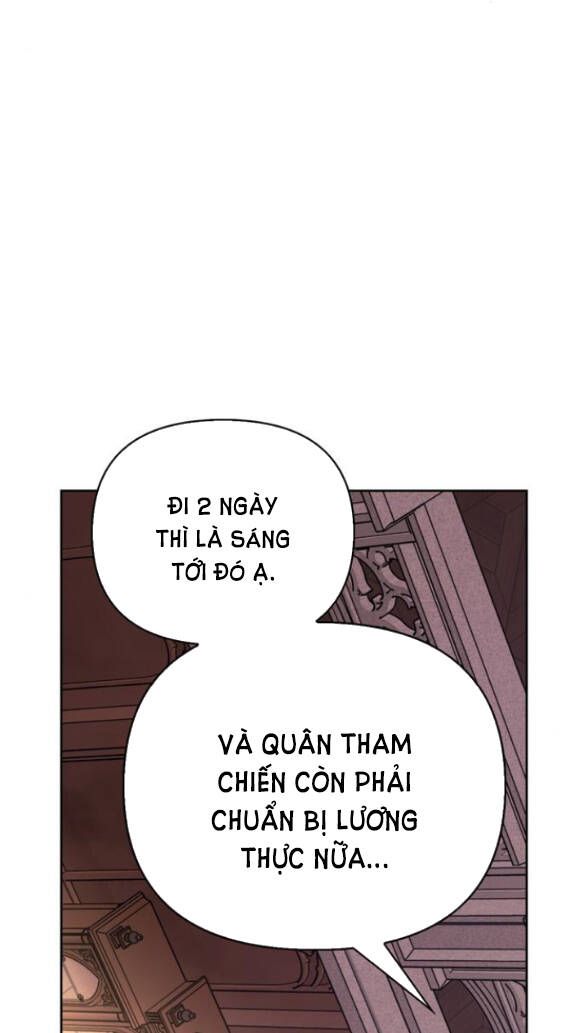 ĐI 2 NGÀY
THÌ LÀ SÁNG
TỚI ĐÓ Ạ.
VÀ QUÂN THAM
CHIẾN CÒN PHẢI
CHUẨN BỊ LƯƠNG
THỰC NỮA...